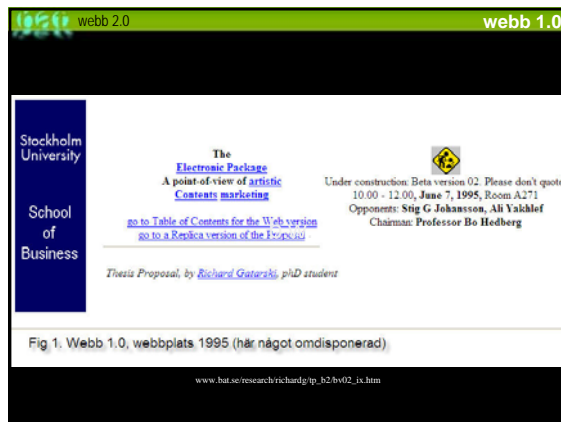 webb 2.0
webb 1.0
Stockholm
University
School
of
Business
The
Electronic Package
A point-of-view of artistic
Contents marketing
go to Table of Contents for the Web version
go to a Replica version of the Proposal
Thesis Proposal, by Richard Gatarski, phD student
Under construction: Beta version 02. Please don't quote
10.00 - 12.00, June 7, 1995, Room A271
Opponents: Stig G Johansson, Ali Yakhlef
Chairman: Professor Bo Hedberg
Fig 1. Webb 1.0, webbplats 1995 (här något omdisponerad)
www.bat.se/research/richardg/tp_b2/bv02_ix.htm